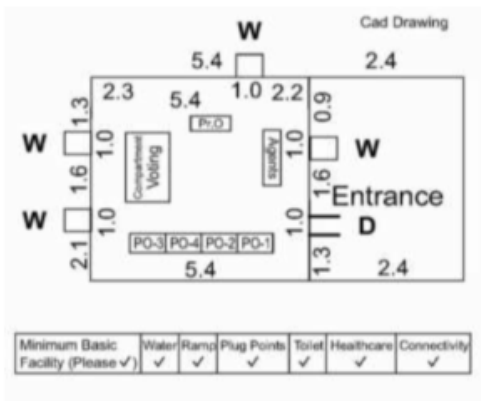 Cad Drawing
W
5.4
2.4
2.3
1.0
2.2
5.4
1.3
0.9
Pr.O
W
1.0
Compartment
Voting
Agents
1.0
W
1.6
1.6
Entrance
W
1.0
1.0
D
PO-3 PO-4 PO-2 PO-1
2.1
1.3
5.4
2.4
Minimum Basic Facility (Please ✓) Water Ramp Plug Points Toilet Healthcare Connectivity
✓ ✓ ✓ ✓ ✓ ✓